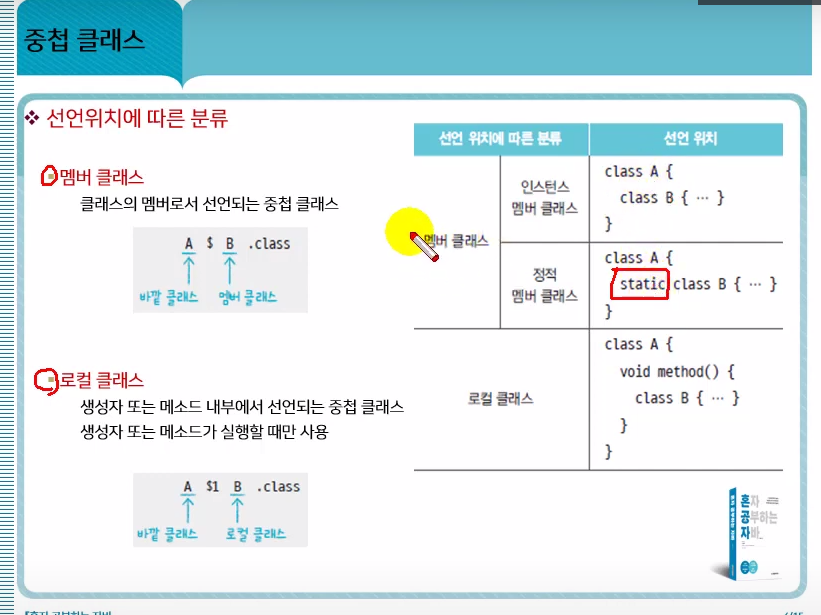 중첩 클래스
❖ 선언위치에 따른 분류
멤버 클래스
클래스의 멤버로서 선언되는 중첩 클래스
A $ B .class
바깥 클래스 멤버 클래스
로컬 클래스
생성자 또는 메소드 내부에서 선언되는 중첩 클래스
생성자 또는 메소드가 실행할 때만 사용
A $1 B .class
바깥 클래스 로컬 클래스
선언 위치에 따른 분류 선언 위치
멤버 클래스
인스턴스
멤버 클래스
class A {
class B { ··· }
}
정적
멤버 클래스
class A {
static class B { ··· }
}
로컬 클래스
class A {
void method() {
class B { ··· }
}
}
혼자
공부하는
자바